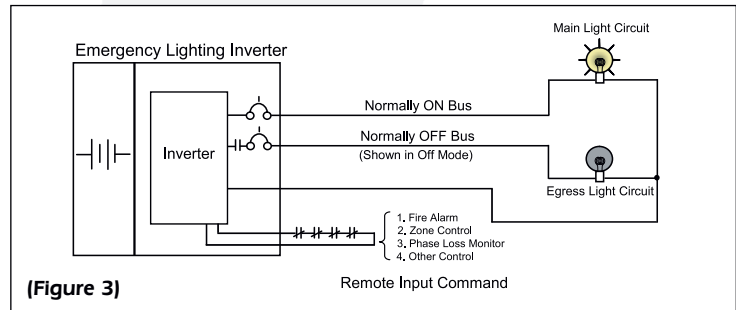 Main Light Circuit
Emergency Lighting Inverter
Normally ON Bus
Normally OFF Bus
(Shown in Off Mode)
Inverter
Egress Light Circuit
1. Fire Alarm
2. Zone Control
3. Phase Loss Monitor
4. Other Control
Remote Input Command
(Figure 3)